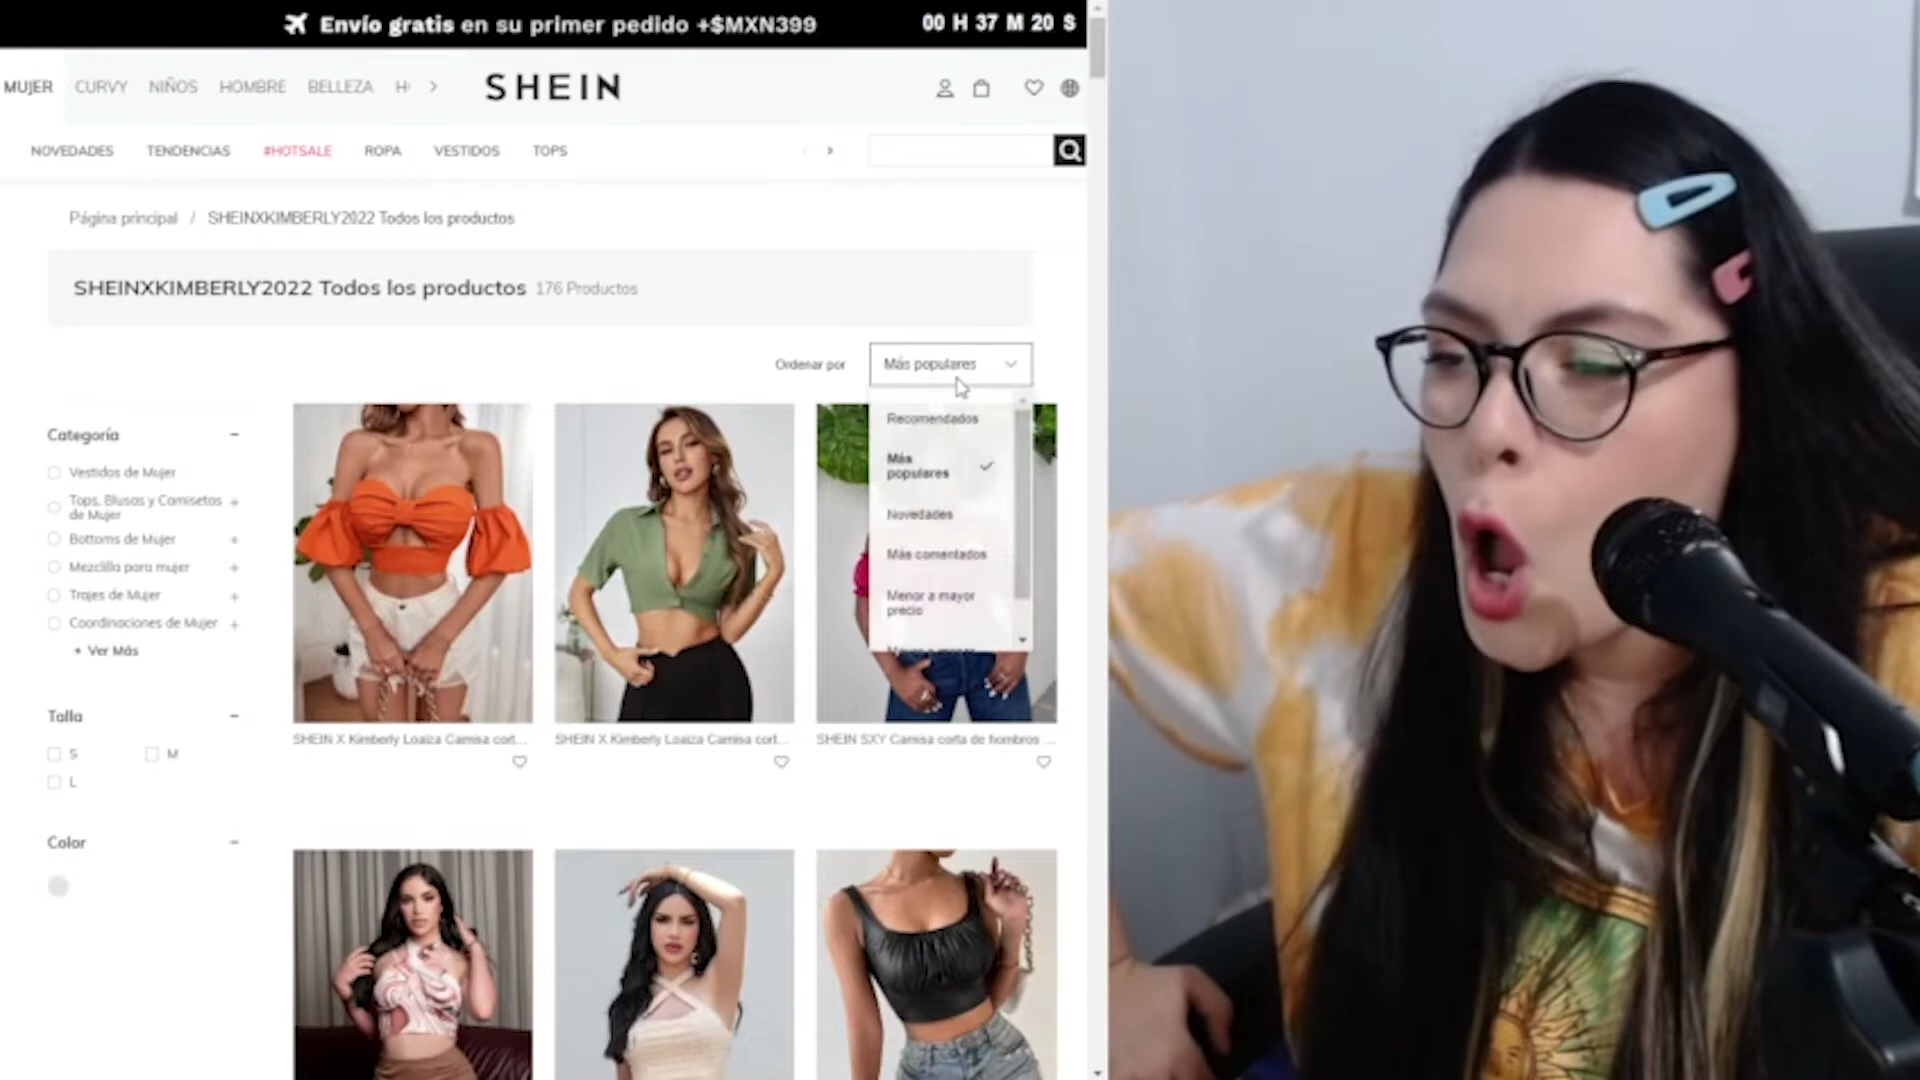 Envío gratis en su primer pedido +$MXN399
00 H 37 M 20 S
MUJER CURVY NIÑOS HOMBRE BELLEZA
SHEIN
NOVEDADES TENDENCIAS #HOTSALE ROPA VESTIDOS TOPS
Página principal / SHEINXKIMBERLY2022 Todos los productos
SHEINXKIMBERLY2022 Todos los productos 176 Productos
Ordenar por
Más populares
Recomendados
Más
populares
Novedades
Más comentados
Menor a mayor
precio
Categoría
Vestidos de Mujer
Tops, Blusas y Camisetas
de Mujer
Bottoms de Mujer
Mezclilla para mujer
Trajes de Mujer
Coordinaciones de Mujer
+ Ver Más
Talla
S
M
L
Color
SHEIN X Kimberly Loaiza Camisa cort...
SHEIN X Kimberly Loaiza Camisa cort...
SHEIN SXY Camisa corta de hombros ...